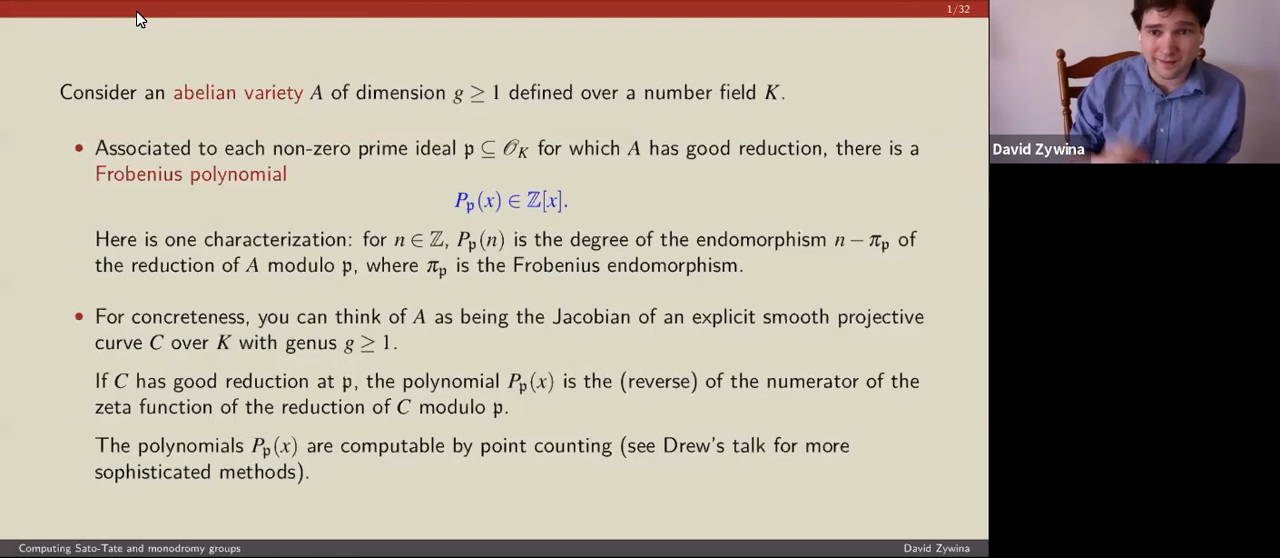 1/32
Consider an abelian variety A of dimension g ≥ 1 defined over a number field K.
• Associated to each non-zero prime ideal 𝔭 ⊆ 𝒪_K for which A has good reduction, there is a
Frobenius polynomial
P_𝔭(x) ∈ ℤ[x].
Here is one characterization: for n ∈ ℤ, P_𝔭(n) is the degree of the endomorphism n − π_𝔭 of
the reduction of A modulo 𝔭, where π_𝔭 is the Frobenius endomorphism.
• For concreteness, you can think of A as being the Jacobian of an explicit smooth projective
curve C over K with genus g ≥ 1.
If C has good reduction at 𝔭, the polynomial P_𝔭(x) is the (reverse) of the numerator of the
zeta function of the reduction of C modulo 𝔭.
The polynomials P_𝔭(x) are computable by point counting (see Drew's talk for more
sophisticated methods).
Computing Sato-Tate and monodromy groups
David Zywina
David Zywina